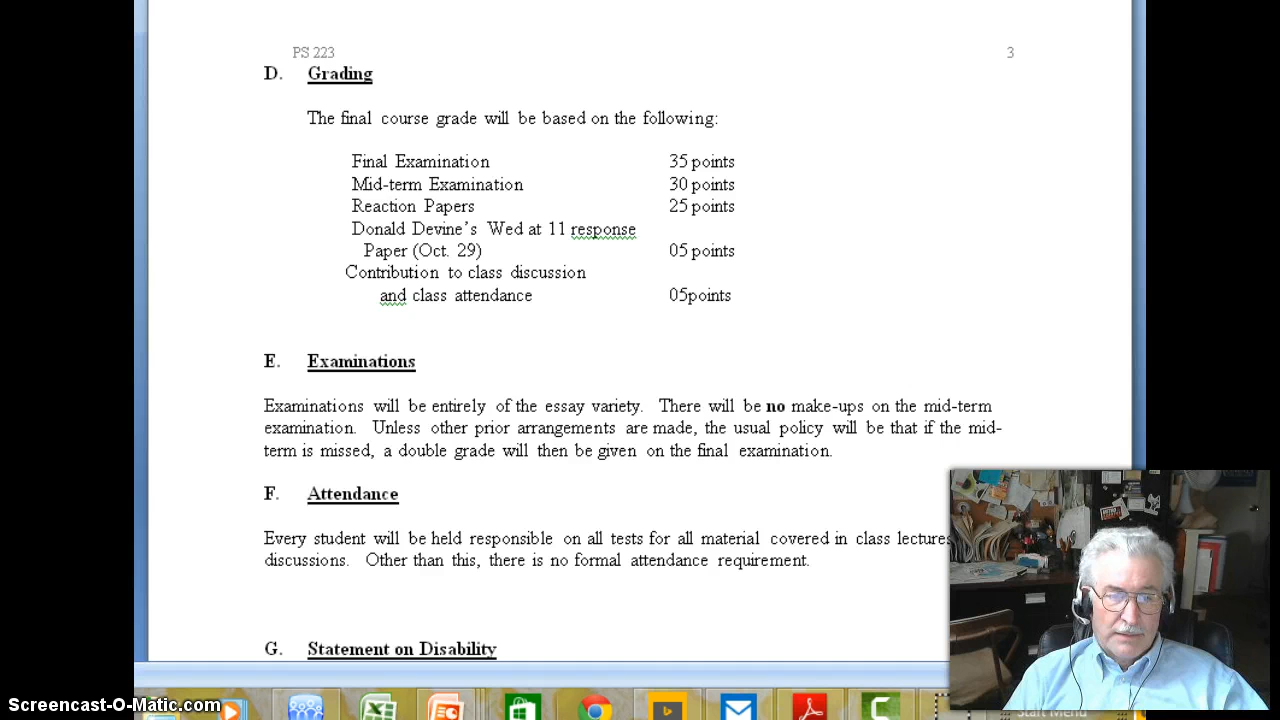 PS 223 3
D. Grading
The final course grade will be based on the following:
Final Examination 35 points
Mid-term Examination 30 points
Reaction Papers 25 points
Donald Devine's Wed at 11 response
Paper (Oct. 29) 05 points
Contribution to class discussion
and class attendance 05points
E. Examinations
Examinations will be entirely of the essay variety. There will be no make-ups on the mid-term
examination. Unless other prior arrangements are made, the usual policy will be that if the mid-
term is missed, a double grade will then be given on the final examination.
F. Attendance
Every student will be held responsible on all tests for all material covered in class lectures
discussions. Other than this, there is no formal attendance requirement.
G. Statement on Disability
Screencast-O-Matic.com
Start Menu